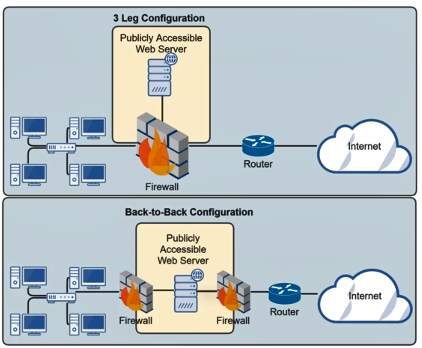 3 Leg Configuration
Publicly Accessible
Web Server
Internet
Router
Firewall
Back-to-Back Configuration
Publicly
Accessible
Web Server
Internet
Firewall
Firewall
Router